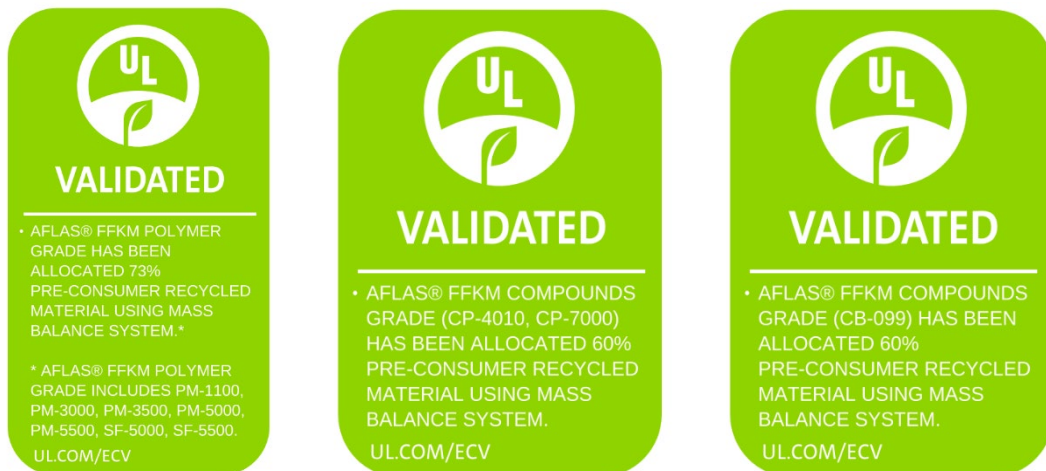 UL
VALIDATED
• AFLAS® FFKM POLYMER
GRADE HAS BEEN
ALLOCATED 73%
PRE-CONSUMER RECYCLED
MATERIAL USING MASS
BALANCE SYSTEM.*
* AFLAS® FFKM POLYMER
GRADE INCLUDES PM-1100,
PM-3000, PM-3500, PM-5000,
PM-5500, SF-5000, SF-5500.
UL.COM/ECV
UL
VALIDATED
• AFLAS® FFKM COMPOUNDS
GRADE (CP-4010, CP-7000)
HAS BEEN ALLOCATED 60%
PRE-CONSUMER RECYCLED
MATERIAL USING MASS
BALANCE SYSTEM.
UL.COM/ECV
UL
VALIDATED
• AFLAS® FFKM COMPOUNDS
GRADE (CB-099) HAS BEEN
ALLOCATED 60%
PRE-CONSUMER RECYCLED
MATERIAL USING MASS
BALANCE SYSTEM.
UL.COM/ECV